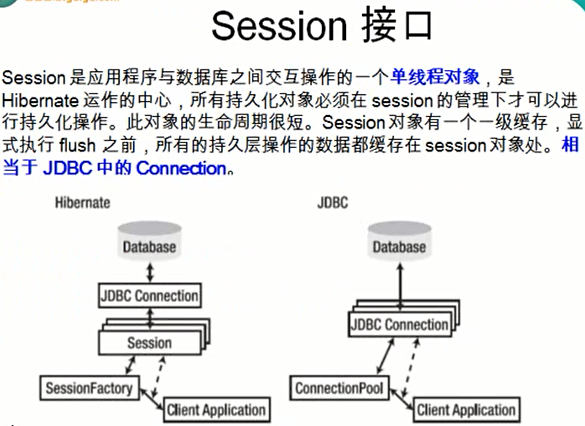 Session 接口
Session 是应用程序与数据库之间交互操作的一个单线程对象，是
Hibernate 运作的中心，所有持久化对象必须在 session 的管理下才可以进
行持久化操作。此对象的生命周期很短。Session 对象有一个一级缓存，显
式执行 flush 之前，所有的持久层操作的数据都缓存在 session 对象处。相
当于 JDBC 中的 Connection。
Hibernate
JDBC
Database
Database
JDBC Connection
JDBC Connection
Session
SessionFactory
ConnectionPool
Client Application
Client Application